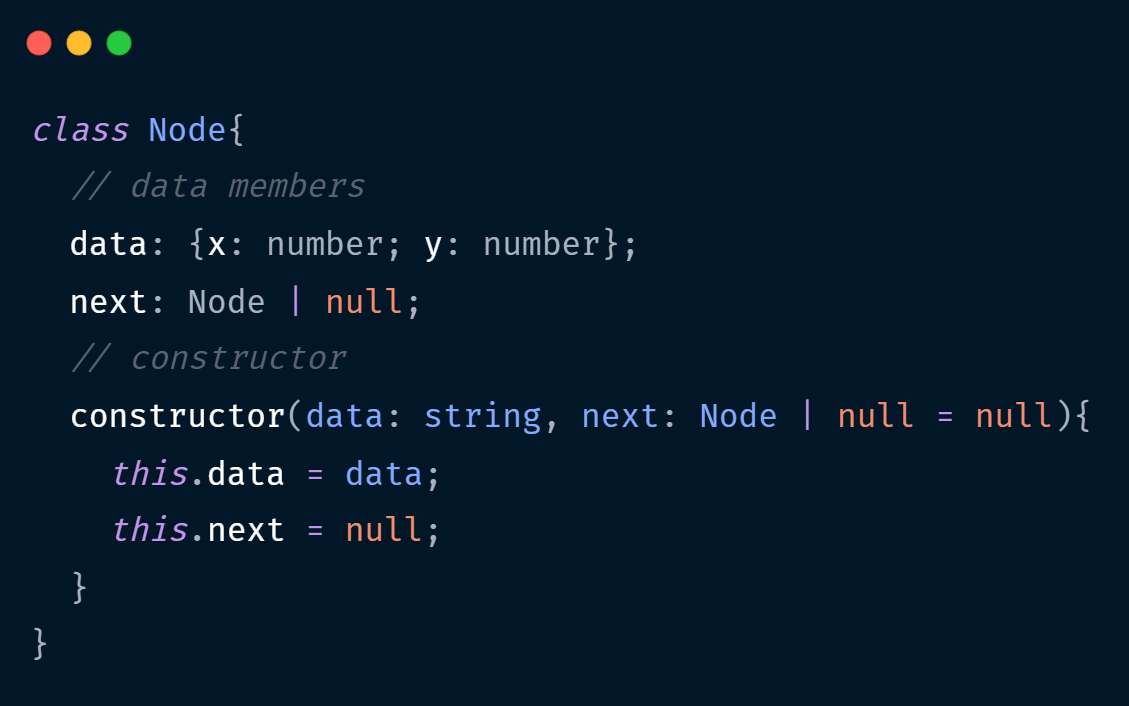 class Node{
// data members
data: {x: number; y: number};
next: Node | null;
// constructor
constructor(data: string, next: Node | null = null){
this.data = data;
this.next = null;
}
}